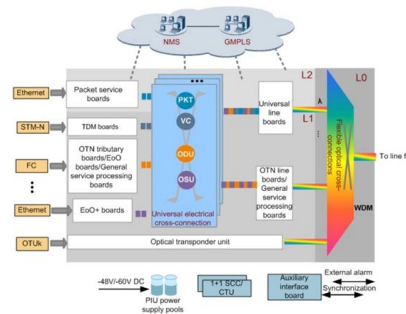 NMS
GMPLS
L2
L0
Ethernet
Packet service
boards
PKT
Universal
line boards
L1
STM-N
TDM boards
VC
FC
OTN tributary
boards/EoO
boards/General
service processing
boards
ODU
OTN line
boards/
General
service
processing
boards
Flexible optical cross-
connections
To line f
OSU
Ethernet
EoO+ boards
Universal electrical
cross-connection
WDM
OTUk
Optical transponder unit
-48V/-60V DC
PIU power
supply pools
1+1 SCC/
CTU
Auxiliary
interface
board
External alarm
Synchronization